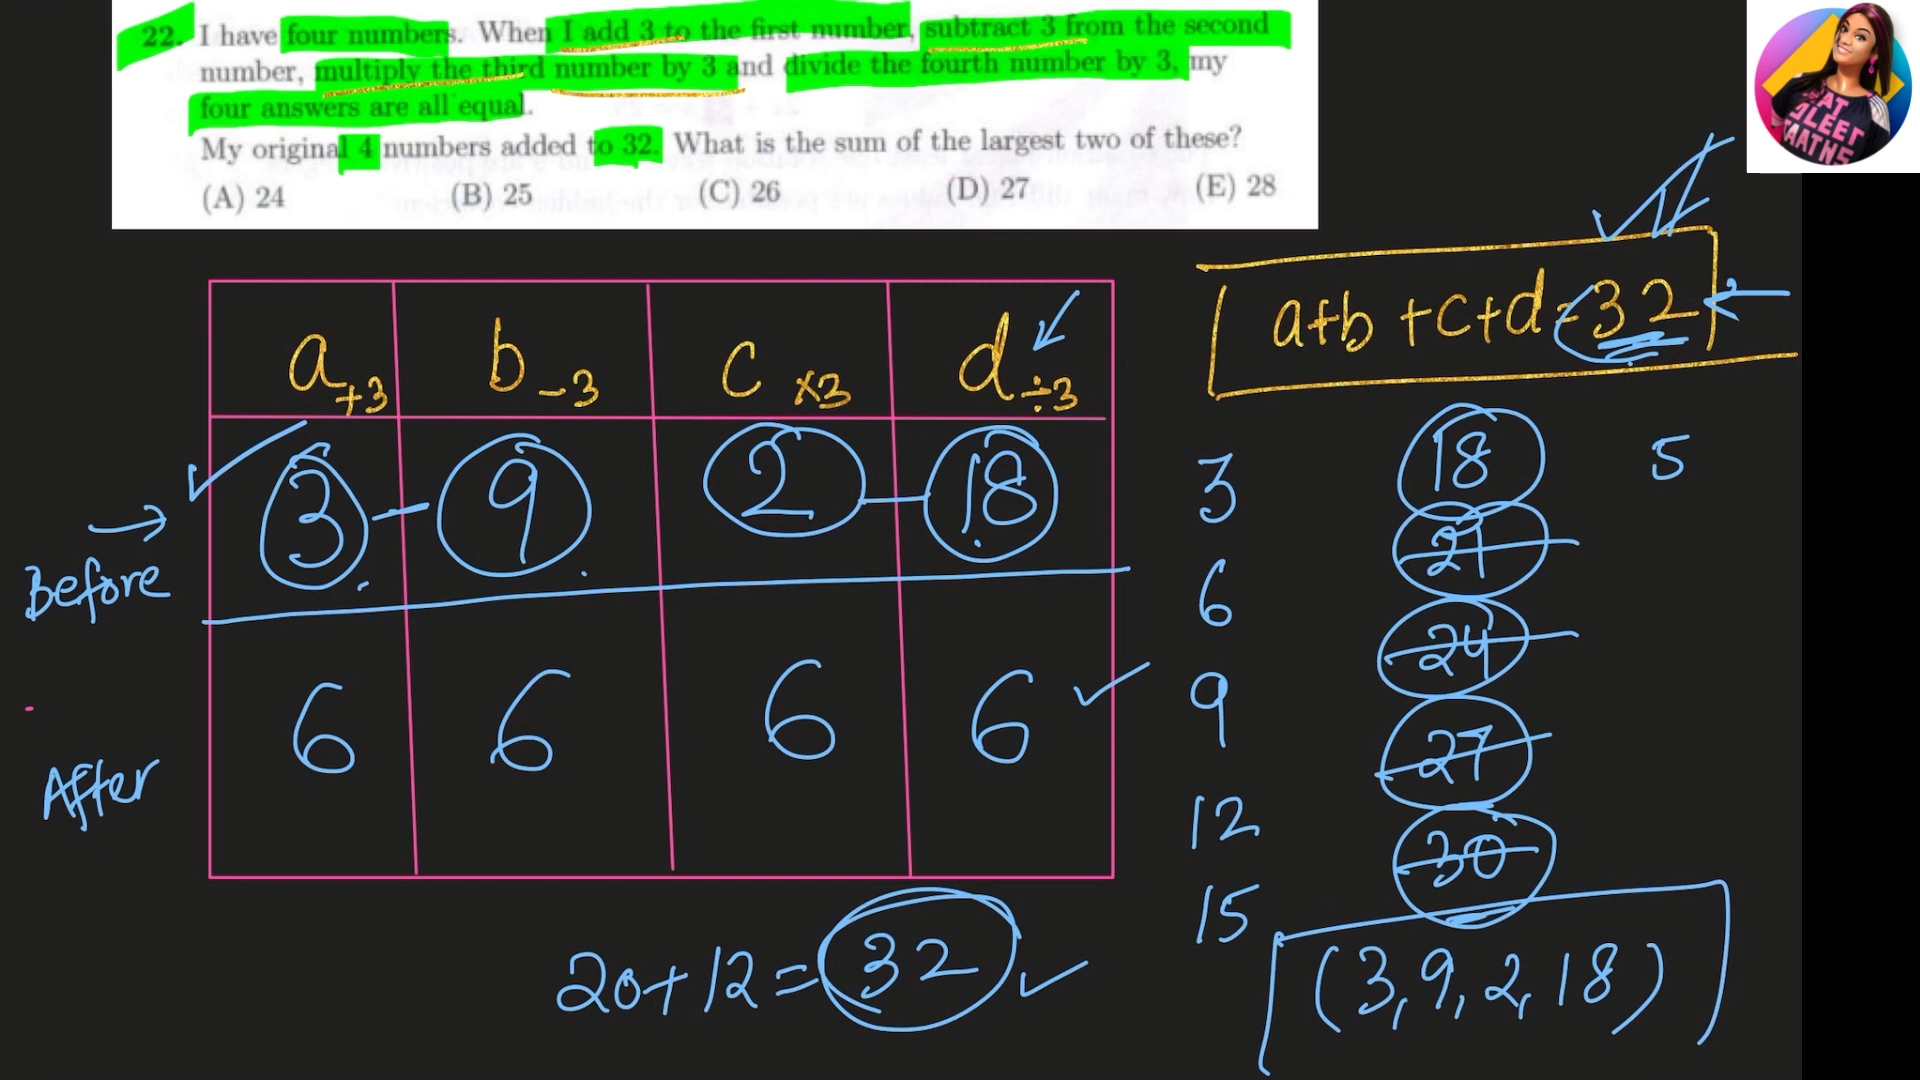 22. I have four numbers. When I add 3 to the first number, subtract 3 from the second
number, multiply the third number by 3 and divide the fourth number by 3, my
four answers are all equal.
My original 4 numbers added to 32. What is the sum of the largest two of these?
(A) 24 (B) 25 (C) 26 (D) 27 (E) 28
a+b+c+d=32
a+3 b-3 c×3 d÷3
Before 3 - 9 2 - 18
After 6 6 6 6
3 18 5
6 21
9 24
12 27
15 30
20+12=32
(3,9,2,18)